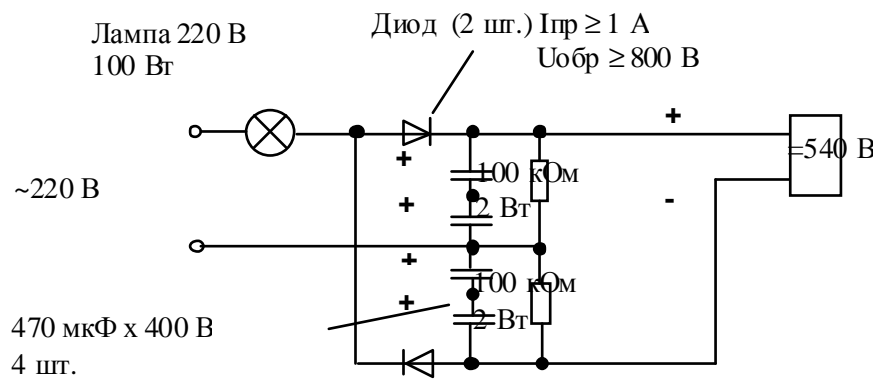 Лампа 220 В
100 Вт
Диод (2 шт.) Iпр ≥ 1 А
Uобр ≥ 800 В
+
=540 В
+
100 кОм
~220 В
+
2 Вт
-
+
100 кОм
+
2 Вт
470 мкФ х 400 В
4 шт.